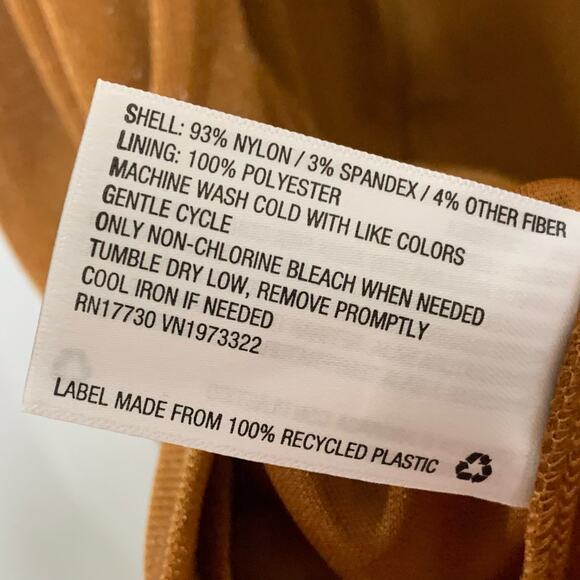 SHELL: 93% NYLON / 3% SPANDEX / 4% OTHER FIBER
LINING: 100% POLYESTER
MACHINE WASH COLD WITH LIKE COLORS
GENTLE CYCLE
ONLY NON-CHLORINE BLEACH WHEN NEEDED
TUMBLE DRY LOW, REMOVE PROMPTLY
COOL IRON IF NEEDED
RN17730 VN1973322
LABEL MADE FROM 100% RECYCLED PLASTIC